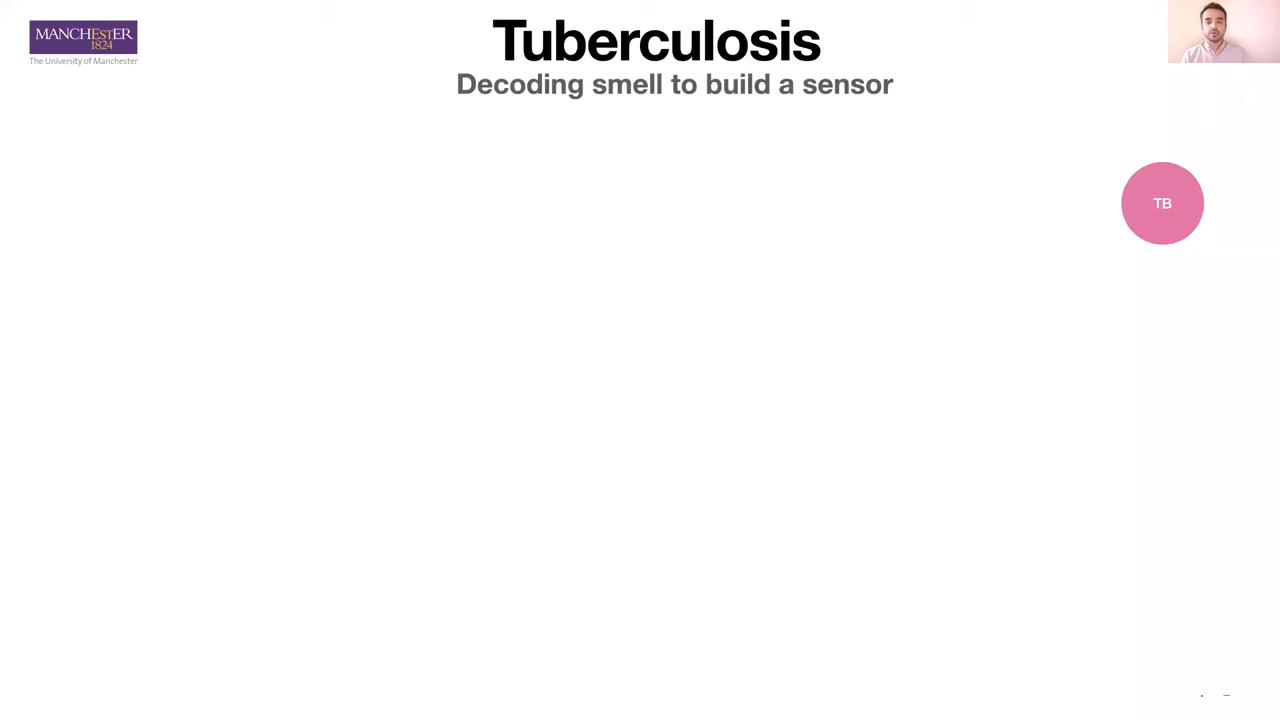 MANCHEStER
1824
The University of Manchester
Tuberculosis
Decoding smell to build a sensor
TB